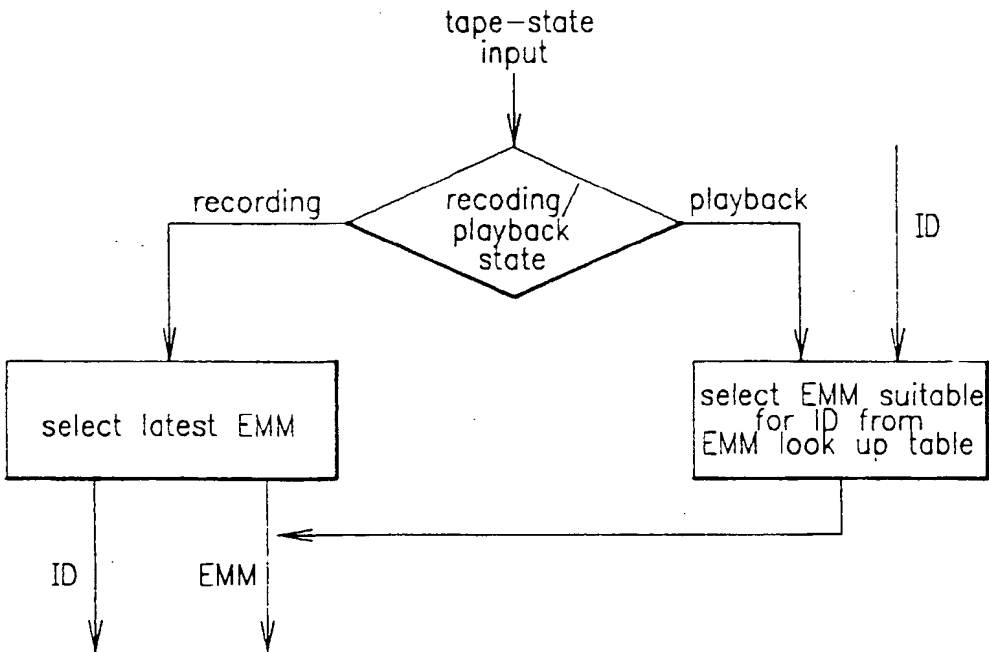 tape-state
input
recording
recoding/
playback
state
playback
ID
select latest EMM
select EMM suitable
for ID from
EMM look up table
ID
EMM